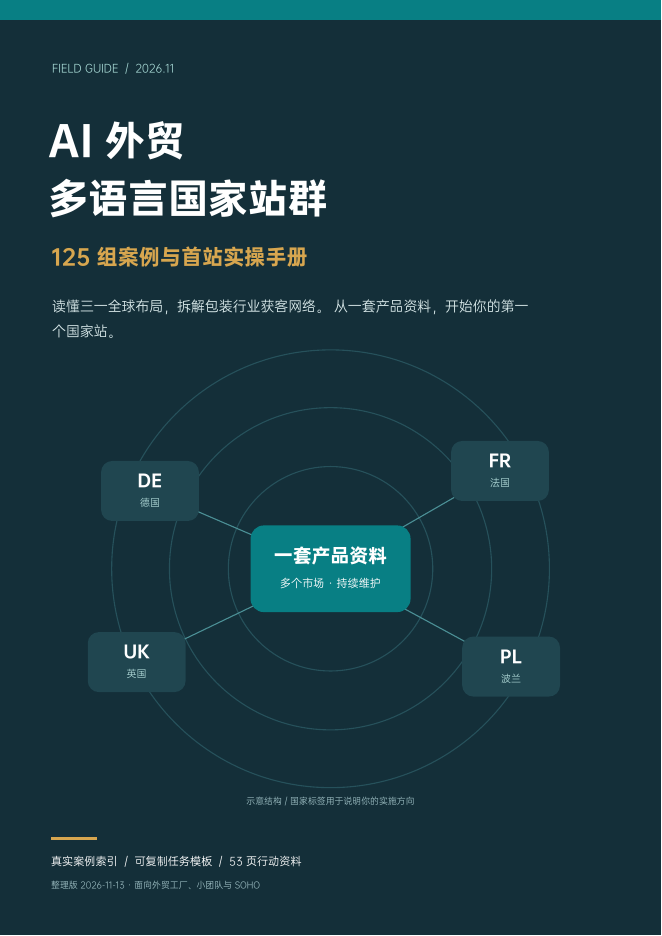 FIELD GUIDE / 2026.11
AI 外贸
多语言国家站群
125 组案例与首站实操手册
读懂三一全球布局，拆解包装行业获客网络。 从一套产品资料，开始你的第一
个国家站。
FR
法国
DE
德国
一套产品资料
多个市场 · 持续维护
UK
英国
PL
波兰
示意结构 / 国家标签用于说明你的实施方向
真实案例索引 / 可复制任务模板 / 53 页行动资料
整理版 2026-11-13 · 面向外贸工厂、小团队与 SOHO